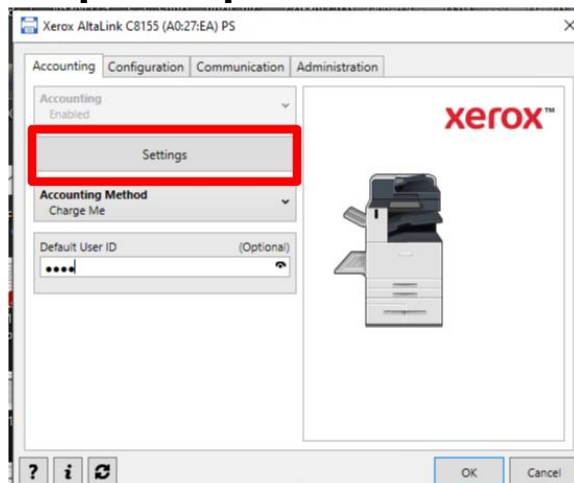 Xerox AltaLink C8155 (A0:27:EA) PS
Accounting Configuration Communication Administration
Accounting
Enabled
Settings
Accounting Method
Charge Me
Default User ID (Optional)
••••
xerox™
? i
OK Cancel